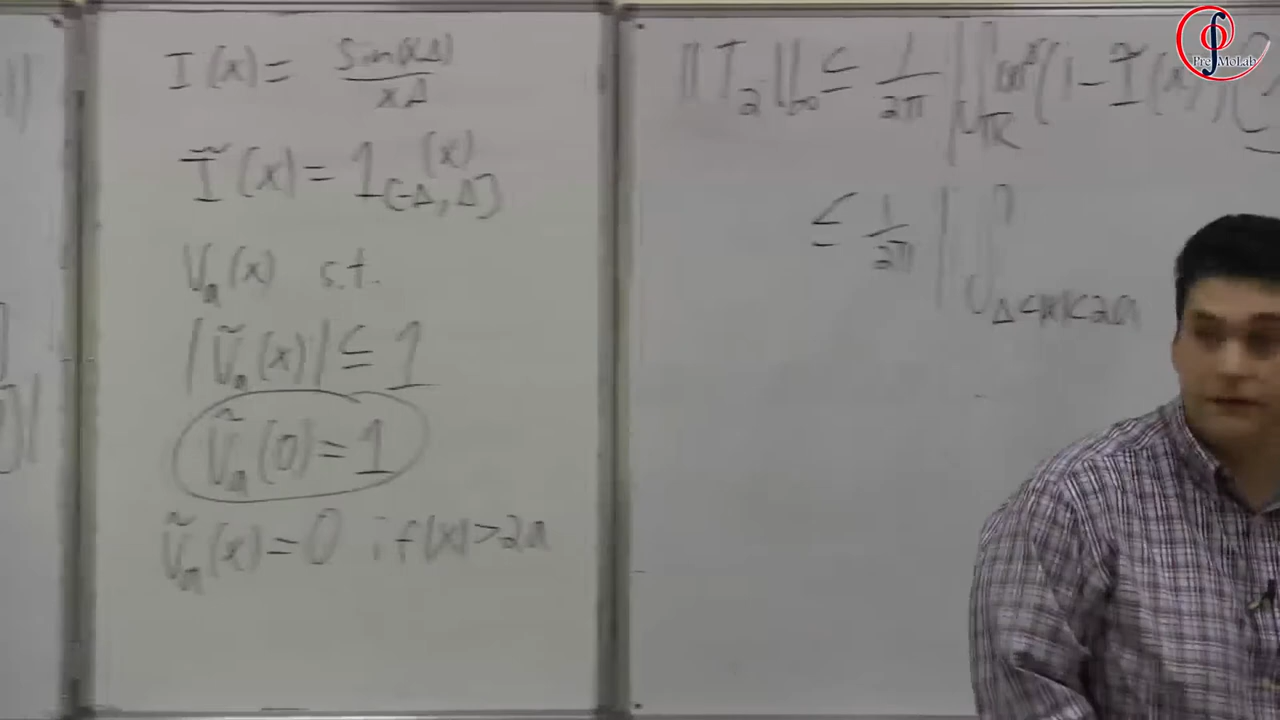 I(x) = sin(xΔ) / xΔ
Ĩ(x) = 1_{[-Δ, Δ]}(x)
V_a(x) s.t.
|Ṽ_a(x)| ≤ 1
Ṽ_a(0) = 1
Ṽ_a(x) = 0 if |x| > 2a
||T_2||_∞ ≤ 1/2π | ∫_ℝ (1 - Ĩ(x))
≤ 1/2π | ∫_{Δ<|x|<2a}
PreMoLab